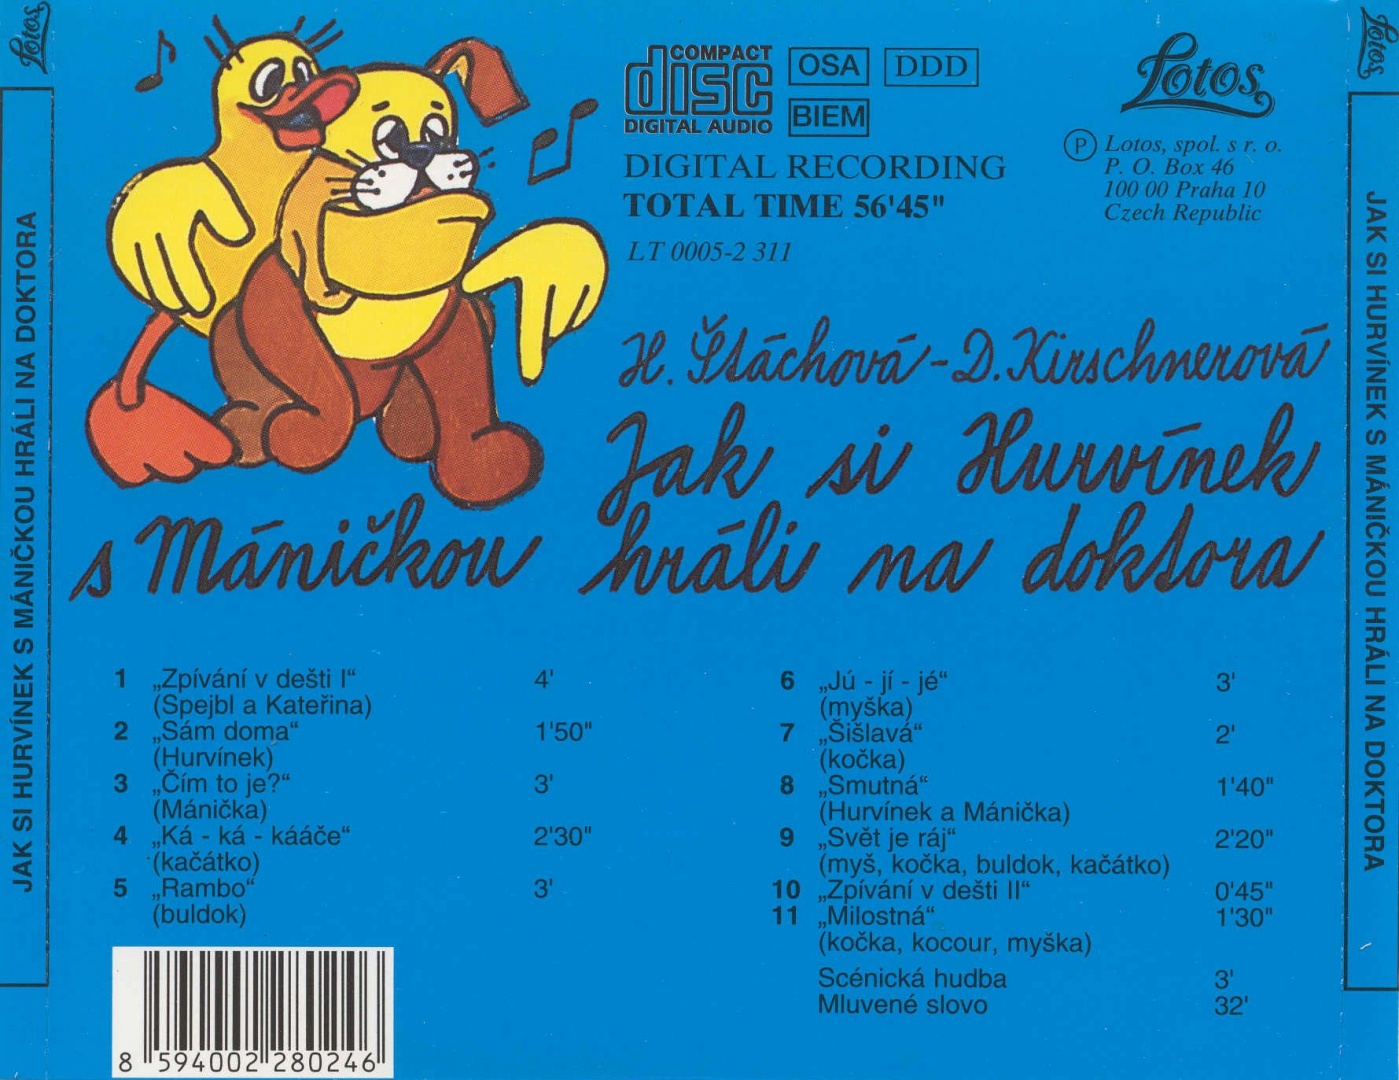 Lotos
JAK SI HURVÍNEK S MÁNIČKOU HRÁLI NA DOKTORA
COMPACT
disc
DIGITAL AUDIO
OSA
DDD
BIEM
DIGITAL RECORDING
TOTAL TIME 56'45"
LT 0005-2 311
Lotos
Ⓟ Lotos, spol. s r. o.
P. O. Box 46
100 00 Praha 10
Czech Republic
H. Štáchová - D. Kirschnerová
Jak si Hurvínek
s Máničkou hráli na doktora
1 „Zpívání v dešti I“ 4'
(Spejbl a Kateřina)
2 „Sám doma“ 1'50"
(Hurvínek)
3 „Čím to je?“ 3'
(Mánička)
4 „Ká - ká - kááče“ 2'30"
(kačátko)
5 „Rambo“ 3'
(buldok)
6 „Jú - jí - jé“ 3'
(myška)
7 „Šišlavá“ 2'
(kočka)
8 „Smutná“ 1'40"
(Hurvínek a Mánička)
9 „Svět je ráj“ 2'20"
(myš, kočka, buldok, kačátko)
10 „Zpívání v dešti II“ 0'45"
11 „Milostná“ 1'30"
(kočka, kocour, myška)
Scénická hudba 3'
Mluvené slovo 32'
8 594002 280246
Lotos
JAK SI HURVÍNEK S MÁNIČKOU HRÁLI NA DOKTORA